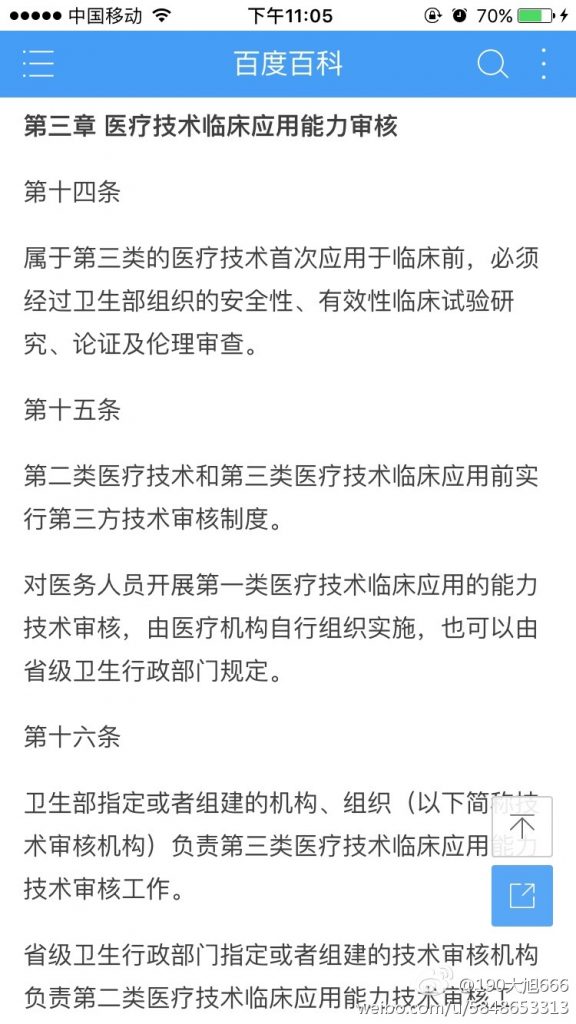 ●●●●● 中国移动 下午11:05 70%
百度百科
第三章 医疗技术临床应用能力审核
第十四条
属于第三类的医疗技术首次应用于临床前，必须
经过卫生部组织的安全性、有效性临床试验研
究、论证及伦理审查。
第十五条
第二类医疗技术和第三类医疗技术临床应用前实
行第三方技术审核制度。
对医务人员开展第一类医疗技术临床应用的能力
技术审核，由医疗机构自行组织实施，也可以由
省级卫生行政部门规定。
第十六条
卫生部指定或者组建的机构、组织（以下简称技
术审核机构）负责第三类医疗技术临床应用能力
技术审核工作。
省级卫生行政部门指定或者组建的技术审核机构
负责第二类医疗技术临床应用能力技术审核工
@190大旭666
weibo.com/u/5848653313